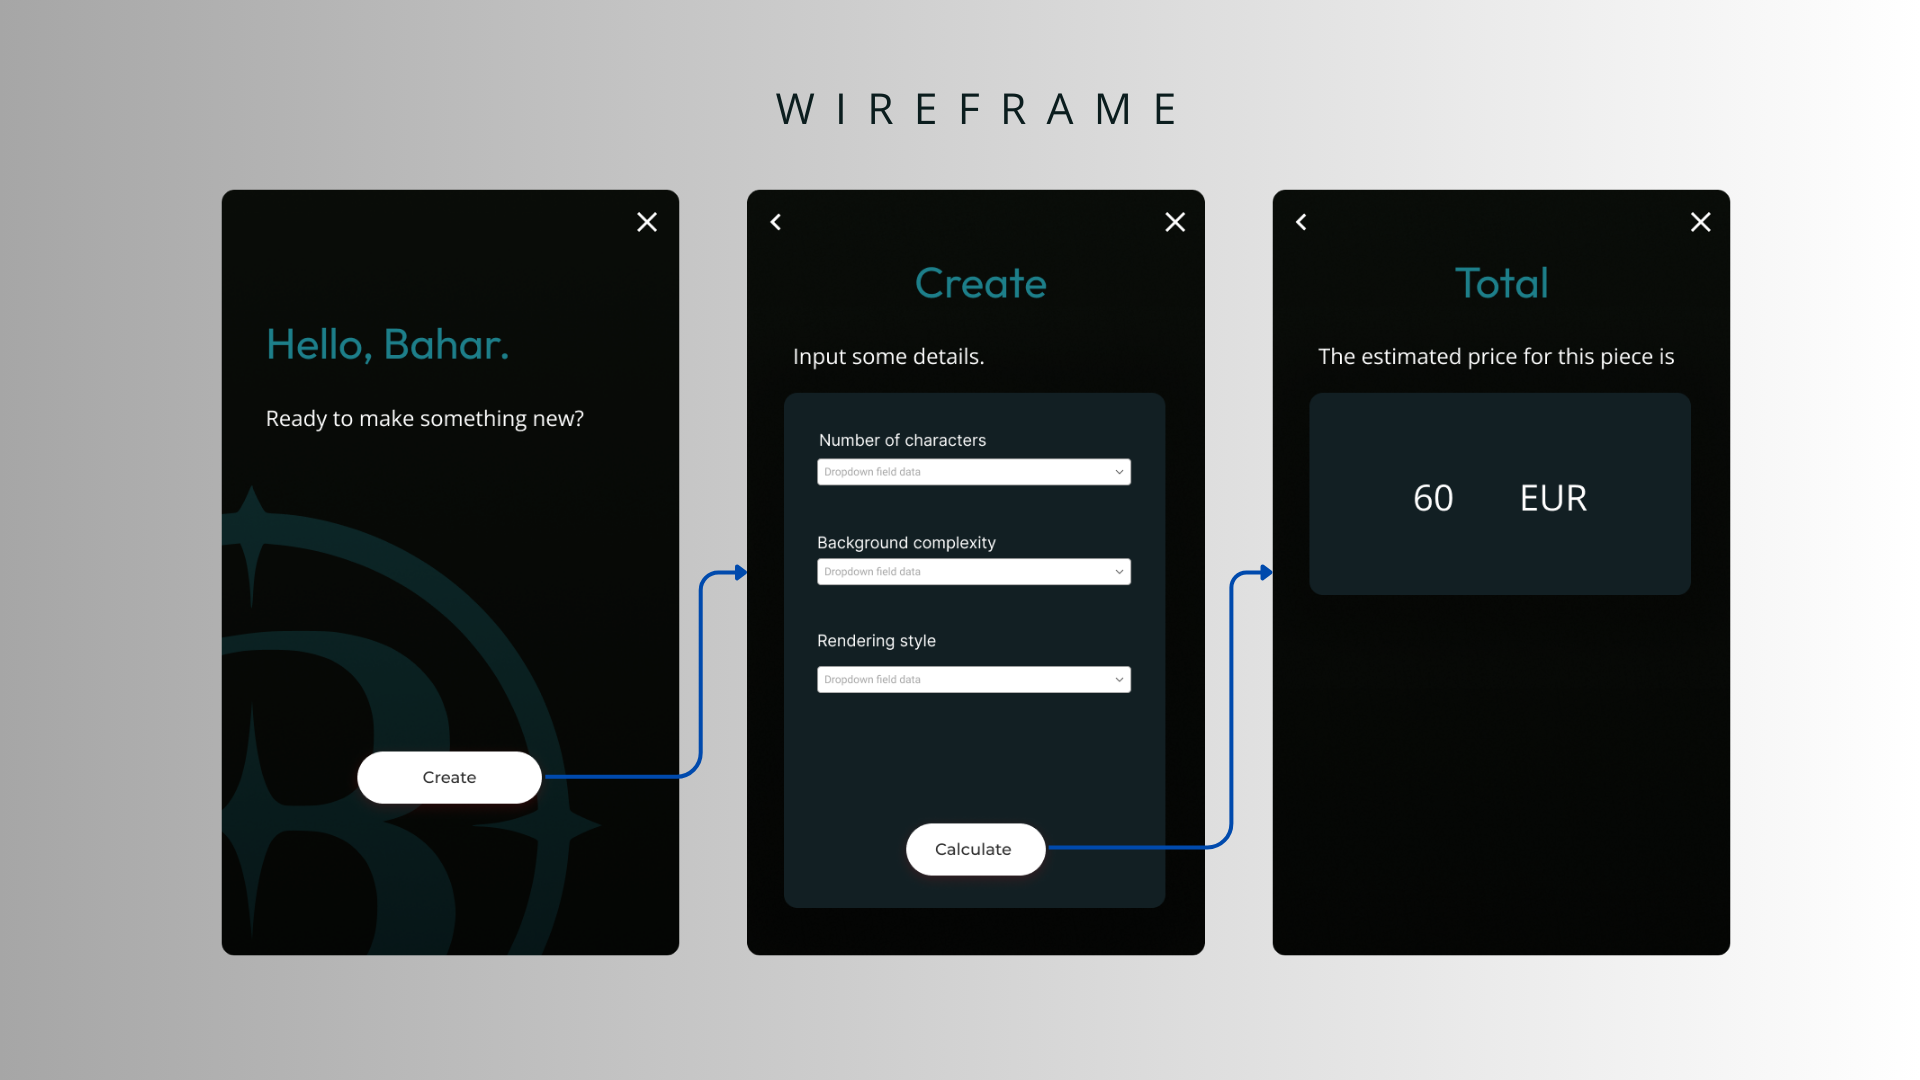 WIREFRAME
Hello, Bahar.
Ready to make something new?
Create
Create
Input some details.
Number of characters
Dropdown field data
Background complexity
Dropdown field data
Rendering style
Dropdown field data
Calculate
Total
The estimated price for this piece is
60 EUR